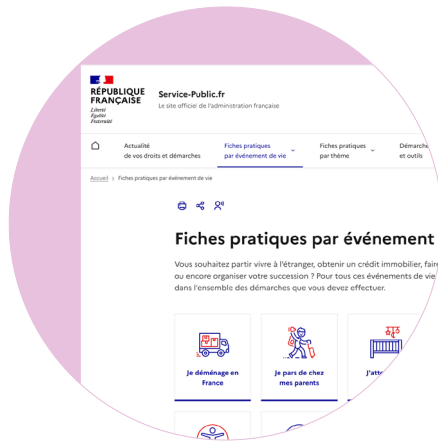 RÉPUBLIQUE
FRANÇAISE
Liberté
Égalité
Fraternité
Service-Public.fr
Le site officiel de l'administration française
Actualité
de vos droits et démarches
Fiches pratiques
par événement de vie
Fiches pratiques
par thème
Démarche
et outils
Accueil > Fiches pratiques par événement de vie
Fiches pratiques par événement
Vous souhaitez partir vivre à l'étranger, obtenir un crédit immobilier, faire
ou encore organiser votre succession ? Pour tous ces événements de vie
dans l'ensemble des démarches que vous devez effectuer.
Je déménage en
France
Je pars de chez
mes parents
J'atte